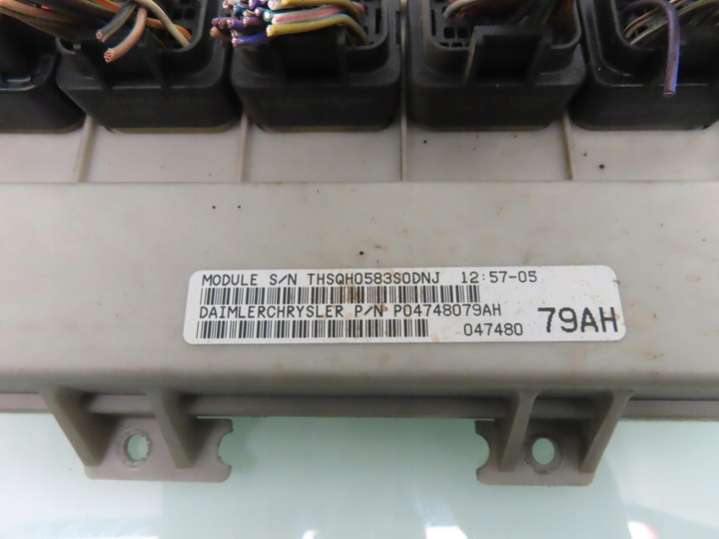 MODULE S/N THSQH0583S0DNJ 12:57-05
DAIMLERCHRYSLER P/N P04748079AH
047480 79AH